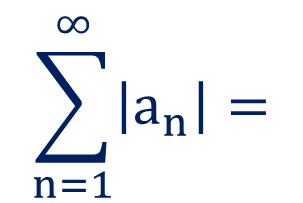 ∞
∑ |aₙ| =
n=1